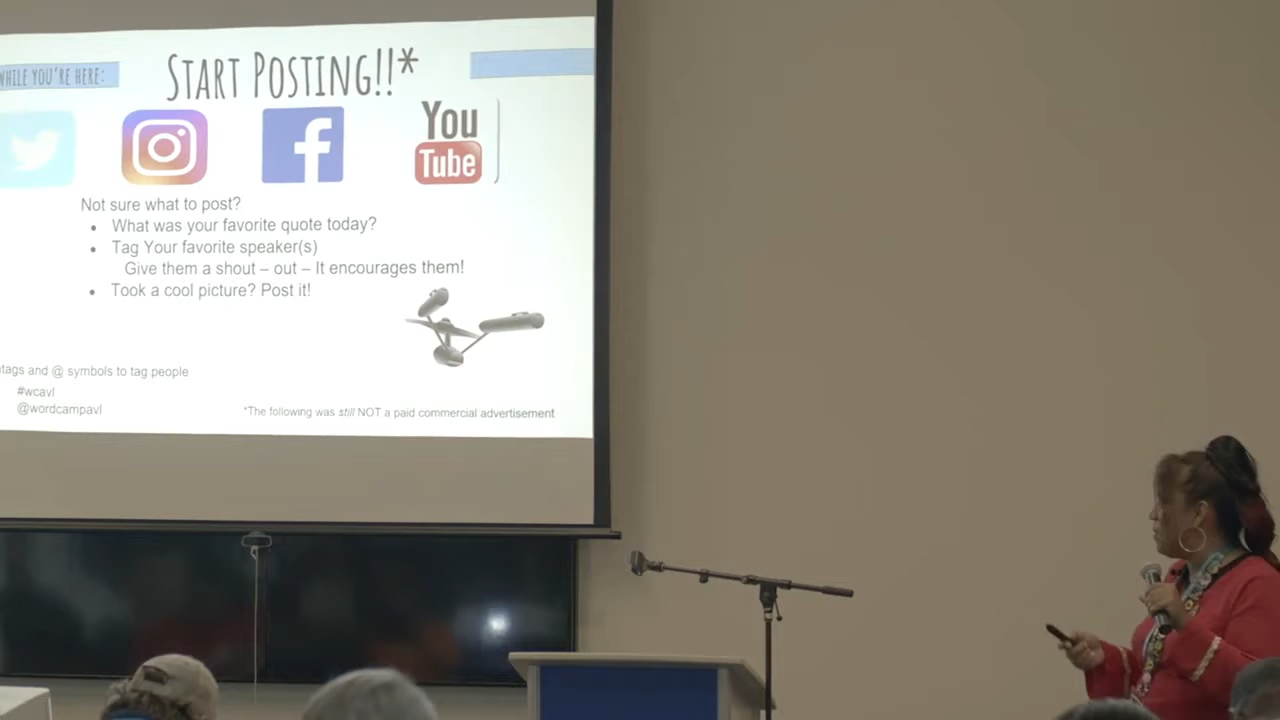 WHILE YOU'RE HERE:
START POSTING!!*
You
Tube
Not sure what to post?
• What was your favorite quote today?
• Tag Your favorite speaker(s)
Give them a shout – out – It encourages them!
• Took a cool picture? Post it!
and @ symbols to tag people
#wcavl
@wordcampavl
*The following was still NOT a paid commercial advertisement